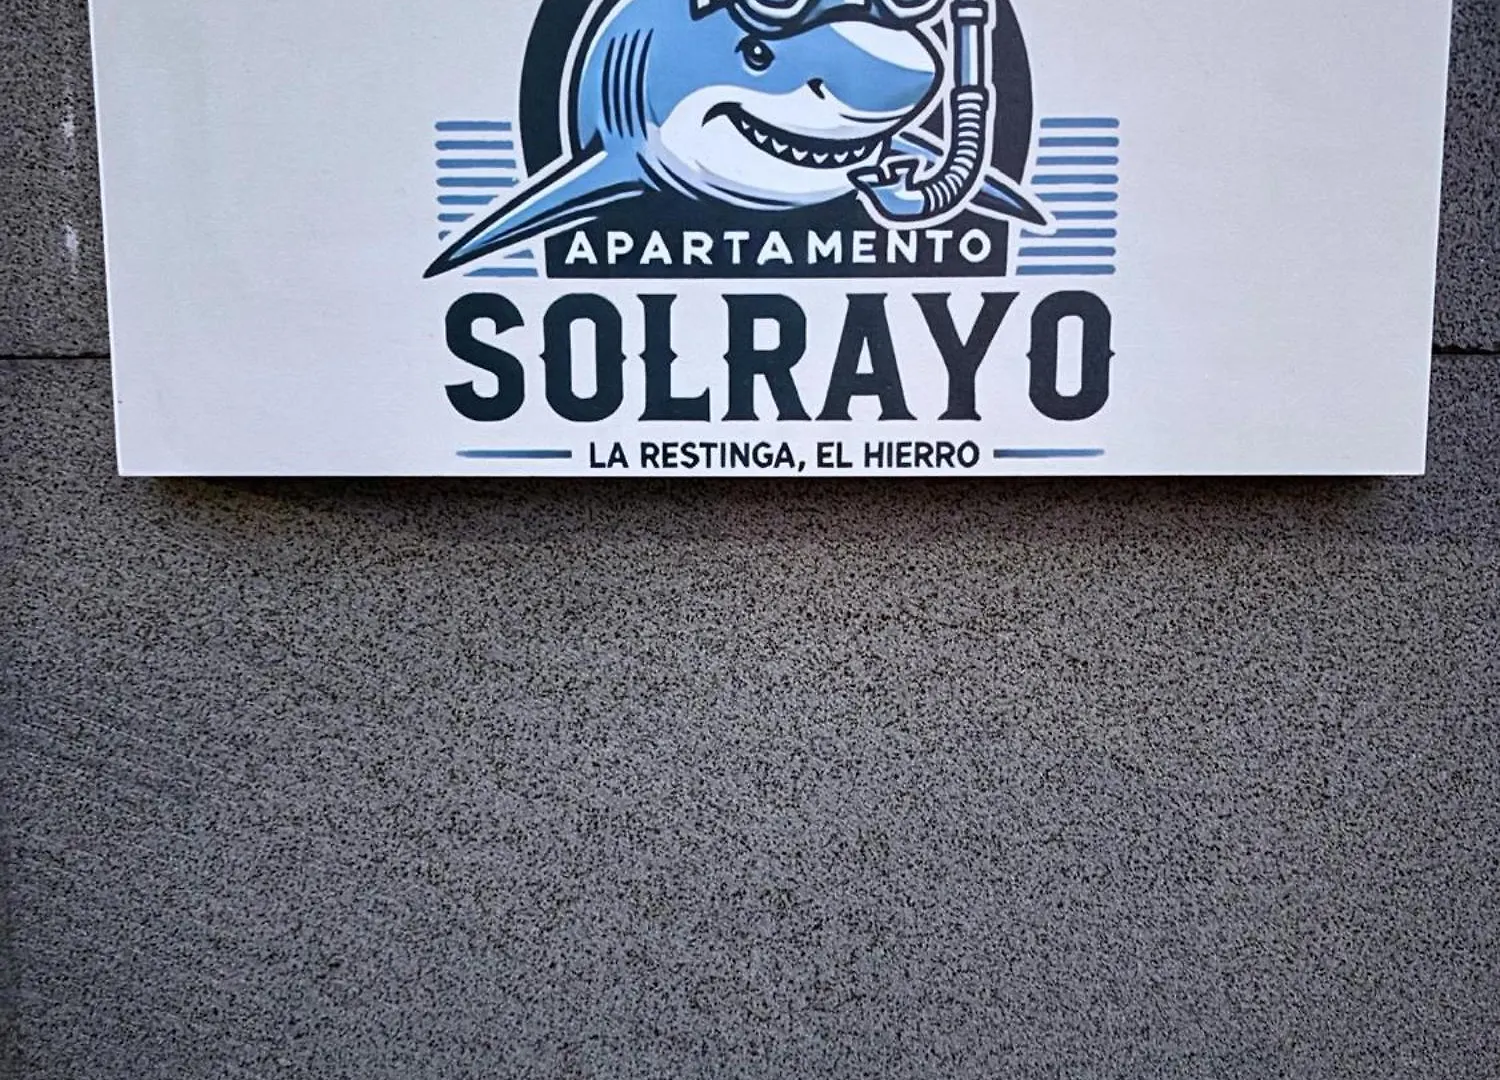 APARTAMENTO
SOLRAYO
LA RESTINGA, EL HIERRO